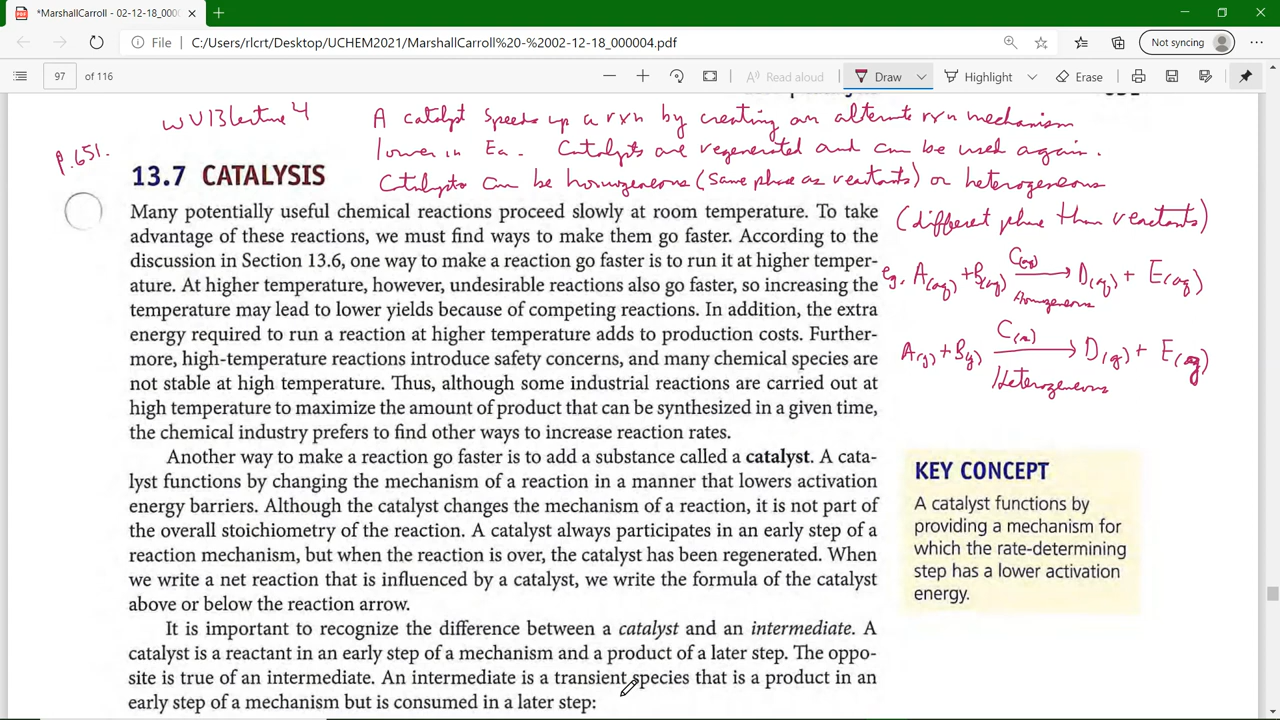 *MarshallCarroll - 02-12-18_0000
File C:/Users/rlcrt/Desktop/UCHEM2021/MarshallCarroll%20-%2002-12-18_000004.pdf
Not syncing
97 of 116
Read aloud
Draw
Highlight
Erase
A catalyst speeds up a rxn by creating an alternate rxn mechanism
p.651.
lower in Ea. Catalysts are regenerated and can be used again.
13.7 CATALYSIS
Catalysts can be homogeneous (same phase as reactants) or heterogeneous
(different phase than reactants)
Many potentially useful chemical reactions proceed slowly at room temperature. To take
advantage of these reactions, we must find ways to make them go faster. According to the
discussion in Section 13.6, one way to make a reaction go faster is to run it at higher temper-
ature. At higher temperature, however, undesirable reactions also go faster, so increasing the
temperature may lead to lower yields because of competing reactions. In addition, the extra
energy required to run a reaction at higher temperature adds to production costs. Further-
more, high-temperature reactions introduce safety concerns, and many chemical species are
not stable at high temperature. Thus, although some industrial reactions are carried out at
high temperature to maximize the amount of product that can be synthesized in a given time,
the chemical industry prefers to find other ways to increase reaction rates.
Another way to make a reaction go faster is to add a substance called a catalyst. A cata-
lyst functions by changing the mechanism of a reaction in a manner that lowers activation
energy barriers. Although the catalyst changes the mechanism of a reaction, it is not part of
the overall stoichiometry of the reaction. A catalyst always participates in an early step of a
reaction mechanism, but when the reaction is over, the catalyst has been regenerated. When
we write a net reaction that is influenced by a catalyst, we write the formula of the catalyst
above or below the reaction arrow.
It is important to recognize the difference between a catalyst and an intermediate. A
catalyst is a reactant in an early step of a mechanism and a product of a later step. The oppo-
site is true of an intermediate. An intermediate is a transient species that is a product in an
early step of a mechanism but is consumed in a later step:
C(aq)
eg. A(aq) + B(aq) → D(aq) + E(aq)
Homogeneous
A(g) + B(g) → D(g) + E(g)
Heterogeneous
KEY CONCEPT
A catalyst functions by
providing a mechanism for
which the rate-determining
step has a lower activation
energy.